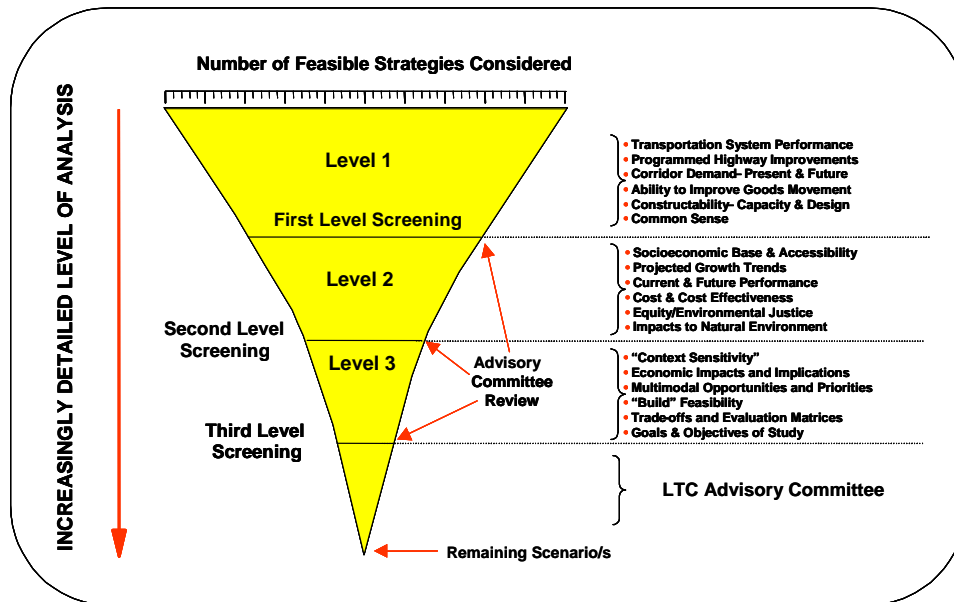 Number of Feasible Strategies Considered
INCREASINGLY DETAILED LEVEL OF ANALYSIS
Level 1
First Level Screening
• Transportation System Performance
• Programmed Highway Improvements
• Corridor Demand– Present & Future
• Ability to Improve Goods Movement
• Constructability– Capacity & Design
• Common Sense
Level 2
Second Level
Screening
• Socioeconomic Base & Accessibility
• Projected Growth Trends
• Current & Future Performance
• Cost & Cost Effectiveness
• Equity/Environmental Justice
• Impacts to Natural Environment
Level 3
Advisory
Committee
Review
Third Level
Screening
• “Context Sensitivity”
• Economic Impacts and Implications
• Multimodal Opportunities and Priorities
• “Build” Feasibility
• Trade-offs and Evaluation Matrices
• Goals & Objectives of Study
LTC Advisory Committee
Remaining Scenario/s